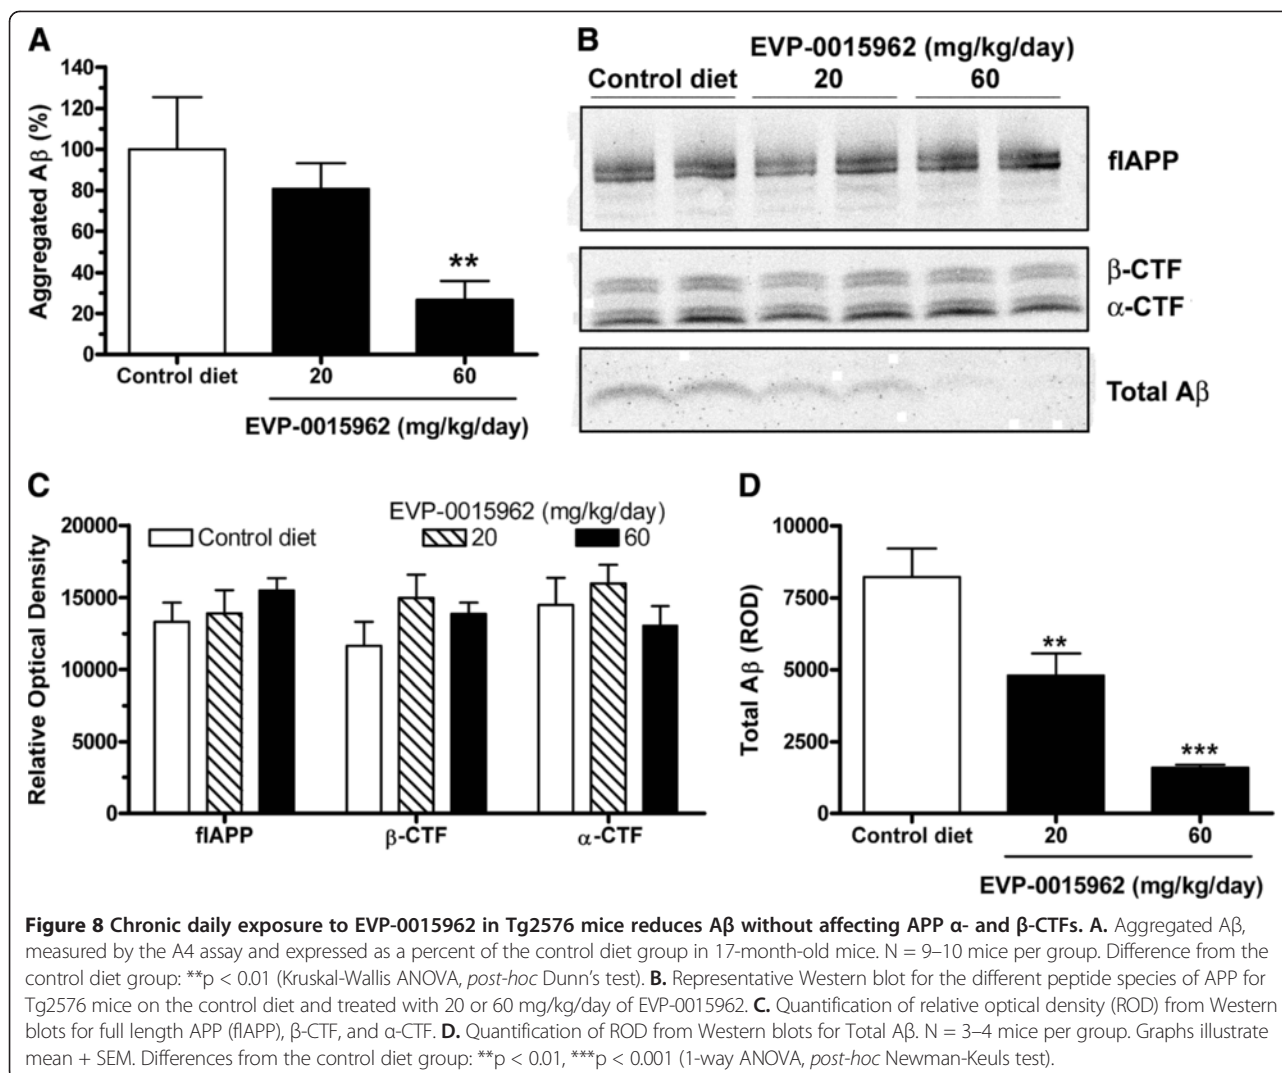 A
140
120
100
80
60
40
20
0
Aggregated Aβ (%)
**
Control diet 20 60
EVP-0015962 (mg/kg/day)
B
EVP-0015962 (mg/kg/day)
Control diet 20 60
flAPP
β-CTF
α-CTF
Total Aβ
C
EVP-0015962 (mg/kg/day)
Control diet 20 60
20000
15000
10000
5000
0
Relative Optical Density
flAPP β-CTF α-CTF
D
10000
7500
5000
2500
0
Total Aβ (ROD)
**
***
Control diet 20 60
EVP-0015962 (mg/kg/day)
Figure 8 Chronic daily exposure to EVP-0015962 in Tg2576 mice reduces Aβ without affecting APP α- and β-CTFs. A. Aggregated Aβ,
measured by the A4 assay and expressed as a percent of the control diet group in 17-month-old mice. N = 9–10 mice per group. Difference from the
control diet group: **p < 0.01 (Kruskal-Wallis ANOVA, post-hoc Dunn's test). B. Representative Western blot for the different peptide species of APP for
Tg2576 mice on the control diet and treated with 20 or 60 mg/kg/day of EVP-0015962. C. Quantification of relative optical density (ROD) from Western
blots for full length APP (flAPP), β-CTF, and α-CTF. D. Quantification of ROD from Western blots for Total Aβ. N = 3–4 mice per group. Graphs illustrate
mean + SEM. Differences from the control diet group: **p < 0.01, ***p < 0.001 (1-way ANOVA, post-hoc Newman-Keuls test).